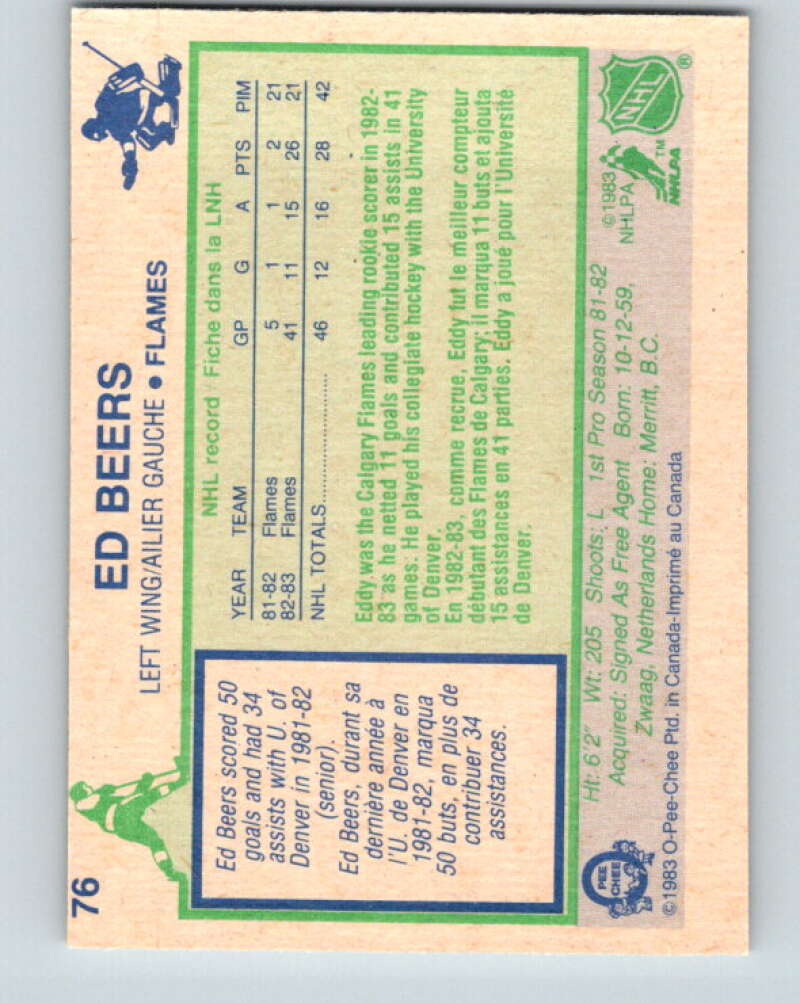 76
ED BEERS
LEFT WING/AILIER GAUCHE • FLAMES
Ed Beers scored 50
goals and had 34
assists with U. of
Denver in 1981-82
(senior).
Ed Beers, durant sa
dernière année à
l'U. de Denver en
1981-82, marqua
50 buts, en plus de
contribuer 34
assistances.
NHL record / Fiche dans la LNH
YEAR TEAM GP G A PTS PIM
81-82 Flames 5 1 1 2 21
82-83 Flames 41 11 15 26 21
NHL TOTALS.................... 46 12 16 28 42
Eddy was the Calgary Flames leading rookie scorer in 1982-
83 as he netted 11 goals and contributed 15 assists in 41
games. He played his collegiate hockey with the University
of Denver.
En 1982-83, comme recrue, Eddy fut le meilleur compteur
débutant des Flames de Calgary; il marqua 11 buts et ajouta
15 assistances en 41 parties. Eddy a joué pour l'Université
de Denver.
Ht: 6'2" Wt: 205 Shoots: L 1st Pro Season 81-82
Acquired: Signed As Free Agent Born: 10-12-59,
Zwaag, Netherlands Home: Merritt, B.C.
©1983 O-Pee-Chee Ptd. in Canada-Imprimé au Canada
O PEE CHEE
©1983
NHLPA
NHL ®
TM
NHLPA